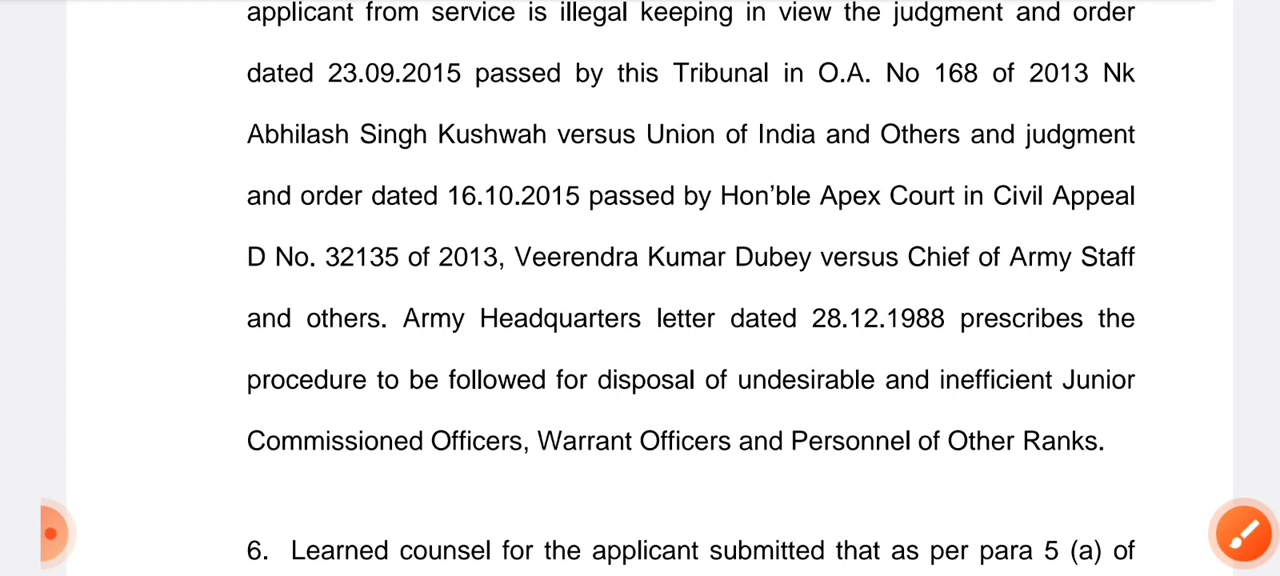 applicant from service is illegal keeping in view the judgment and order
dated 23.09.2015 passed by this Tribunal in O.A. No 168 of 2013 Nk
Abhilash Singh Kushwah versus Union of India and Others and judgment
and order dated 16.10.2015 passed by Hon’ble Apex Court in Civil Appeal
D No. 32135 of 2013, Veerendra Kumar Dubey versus Chief of Army Staff
and others. Army Headquarters letter dated 28.12.1988 prescribes the
procedure to be followed for disposal of undesirable and inefficient Junior
Commissioned Officers, Warrant Officers and Personnel of Other Ranks.
6. Learned counsel for the applicant submitted that as per para 5 (a) of